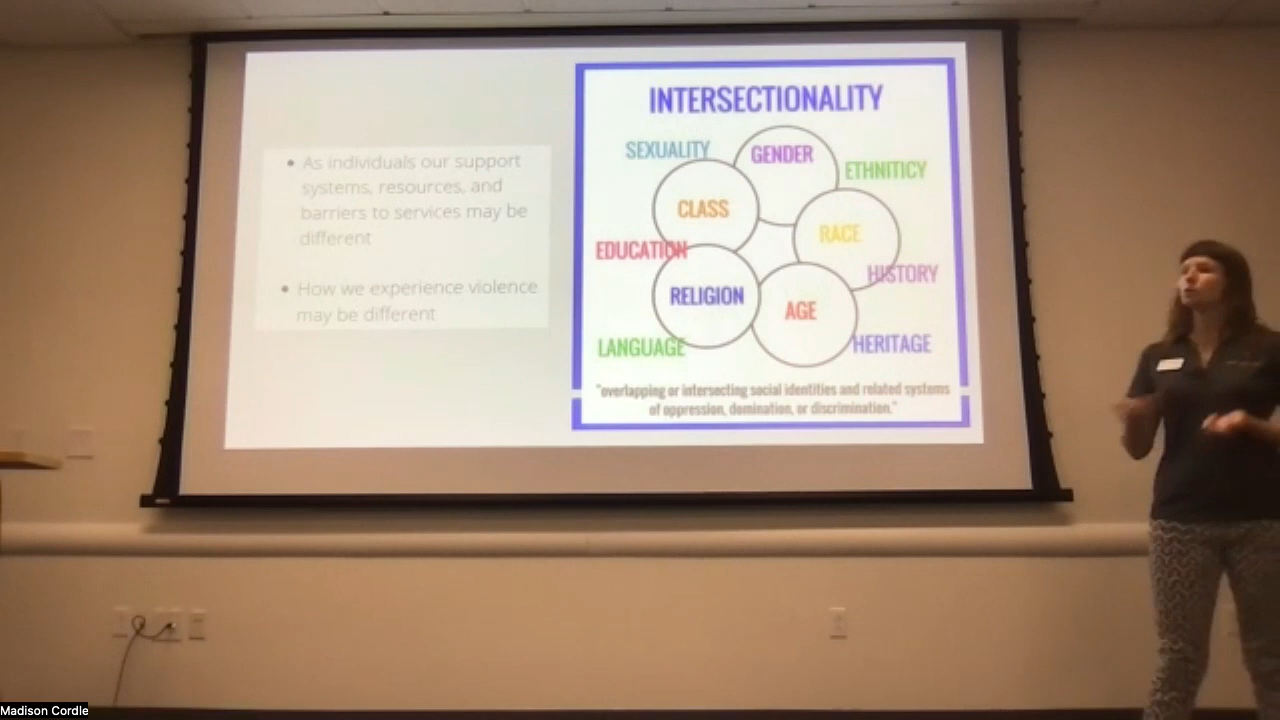 • As individuals our support
systems, resources, and
barriers to services may be
different
• How we experience violence
may be different
INTERSECTIONALITY
SEXUALITY
GENDER
ETHNITICY
CLASS
RACE
EDUCATION
HISTORY
RELIGION
AGE
LANGUAGE
HERITAGE
"overlapping or intersecting social identities and related systems
of oppression, domination, or discrimination."
Madison Cordle